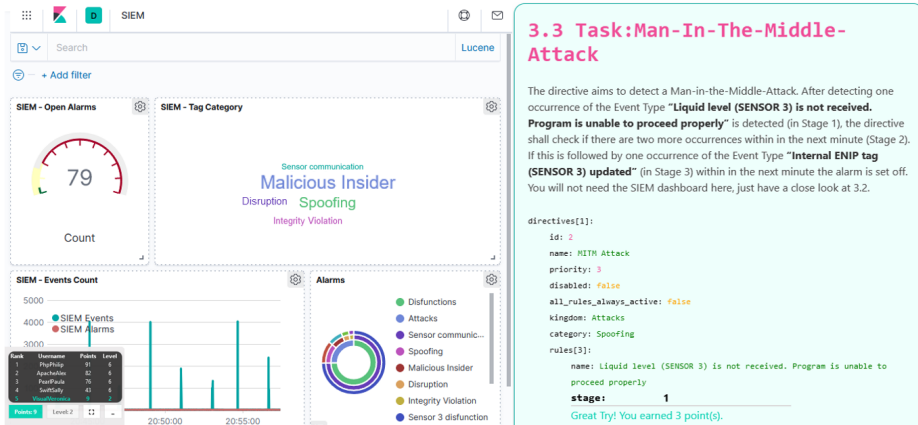 D
SIEM
Search
Lucene
+ Add filter
SIEM - Open Alarms
79
Count
SIEM - Tag Category
Sensor communication
Malicious Insider
Disruption
Spoofing
Integrity Violation
SIEM - Events Count
5000
4000
3000
SIEM Events
SIEM Alarms
20:50:00
20:55:00
Rank Username Points Level
1 PhpPhilip 91 6
2 ApacheAlex 82 6
3 PearlPaula 76 6
4 SwiftSally 43 6
5 VisualVeronica 9 2
Points: 9
Level: 2
Alarms
Disfunctions
Attacks
Sensor communic...
Spoofing
Malicious Insider
Disruption
Integrity Violation
Sensor 3 disfunction
3.3 Task:Man-In-The-Middle-
Attack
The directive aims to detect a Man-in-the-Middle-Attack. After detecting one
occurrence of the Event Type "Liquid level (SENSOR 3) is not received.
Program is unable to proceed properly" is detected (in Stage 1), the directive
shall check if there are two more occurrences within in the next minute (Stage 2).
If this is followed by one occurrence of the Event Type "Internal ENIP tag
(SENSOR 3) updated" (in Stage 3) within in the next minute the alarm is set off.
You will not need the SIEM dashboard here, just have a close look at 3.2.
directives[1]:
id: 2
name: MITM Attack
priority: 3
disabled: false
all_rules_always_active: false
kingdom: Attacks
category: Spoofing
rules[3]:
name: Liquid level (SENSOR 3) is not received. Program is unable to
proceed properly
stage: 1
Great Try! You earned 3 point(s).